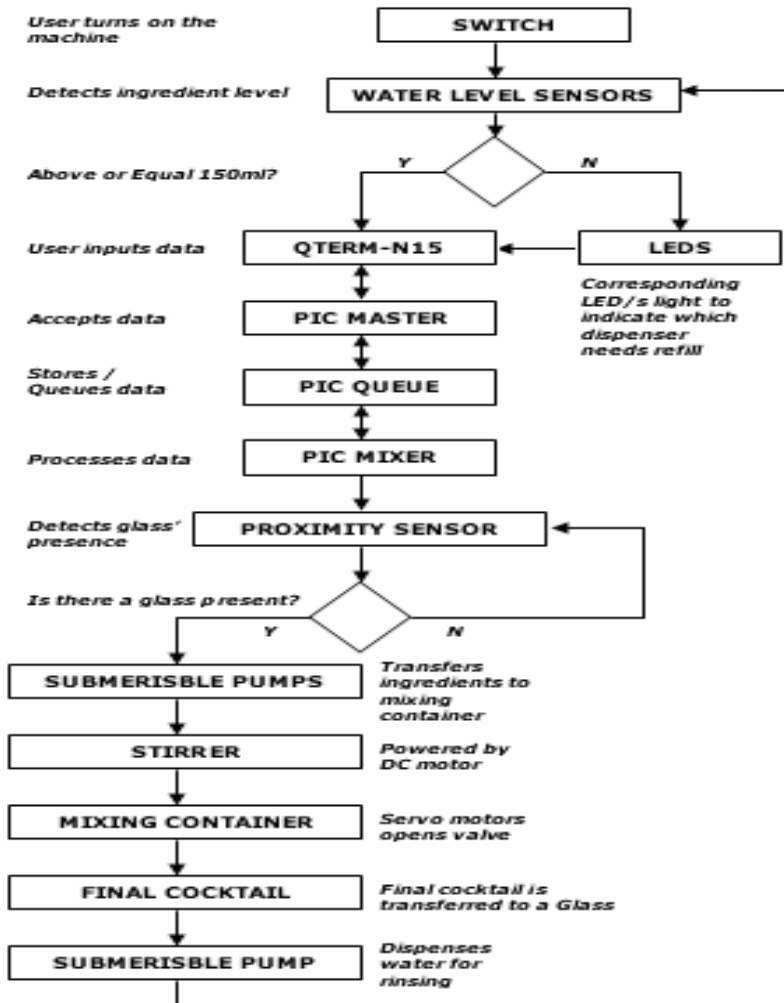 User turns on the
machine
SWITCH
Detects ingredient level
WATER LEVEL SENSORS
Above or Equal 150ml?
Y
N
User inputs data
QTERM-N15
LEDS
Corresponding
LED/s light to
indicate which
dispenser
needs refill
Accepts data
PIC MASTER
Stores /
Queues data
PIC QUEUE
Processes data
PIC MIXER
Detects glass'
presence
PROXIMITY SENSOR
Is there a glass present?
Y
N
SUBMERISBLE PUMPS
Transfers
ingredients to
mixing
container
STIRRER
Powered by
DC motor
MIXING CONTAINER
Servo motors
opens valve
FINAL COCKTAIL
Final cocktail is
transferred to a Glass
SUBMERISBLE PUMP
Dispenses
water for
rinsing